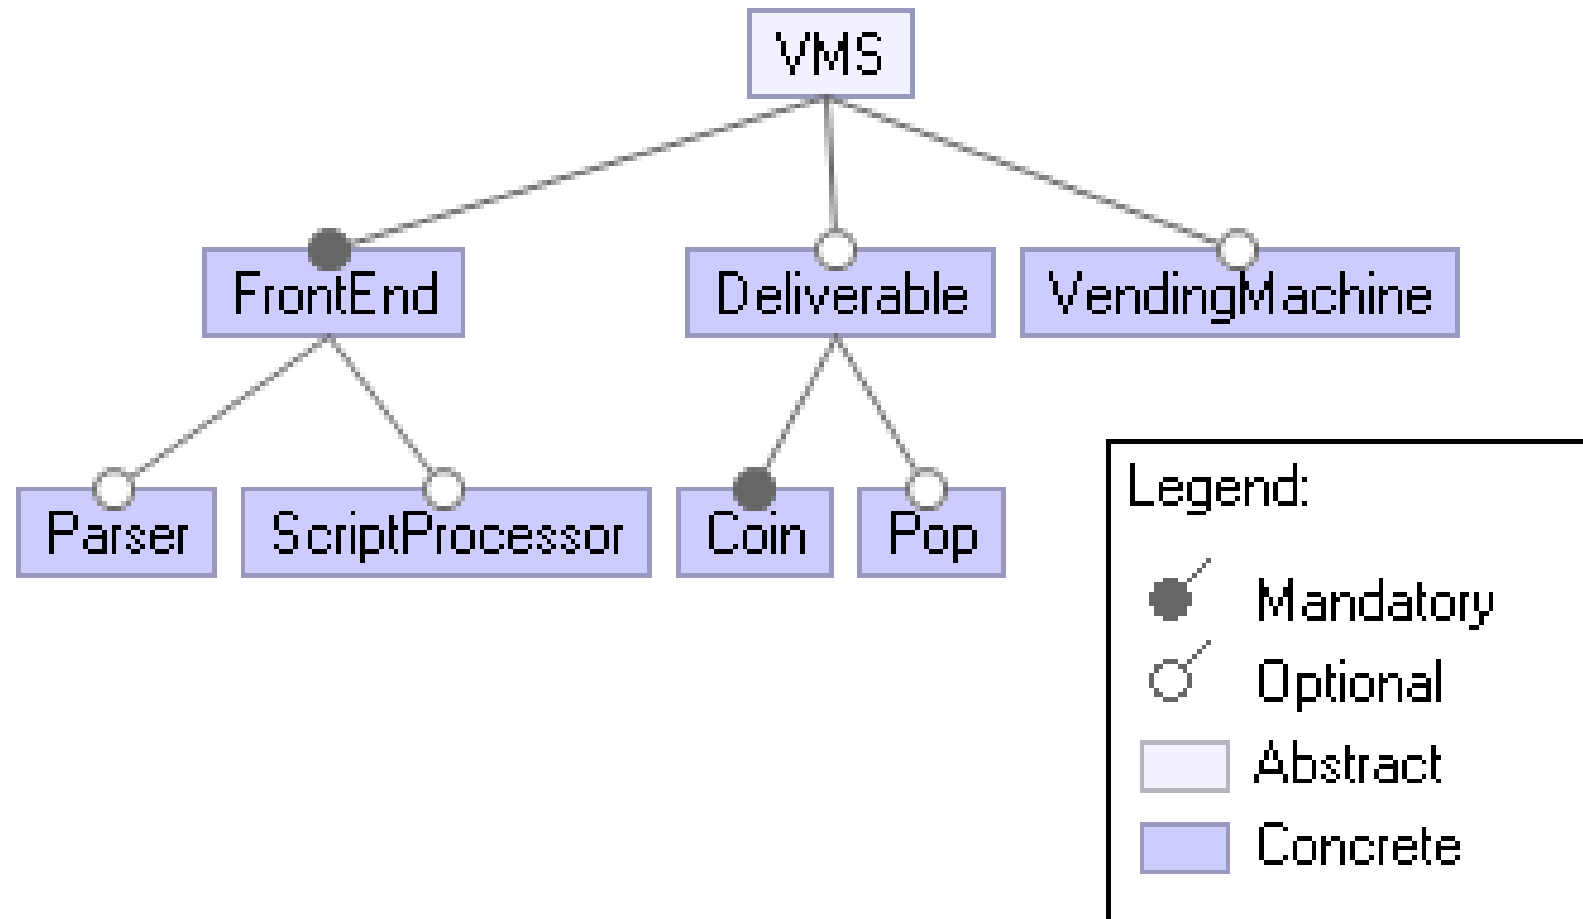 VMS
FrontEnd
Deliverable
VendingMachine
Parser
ScriptProcessor
Coin
Pop
Legend:
Mandatory
Optional
Abstract
Concrete